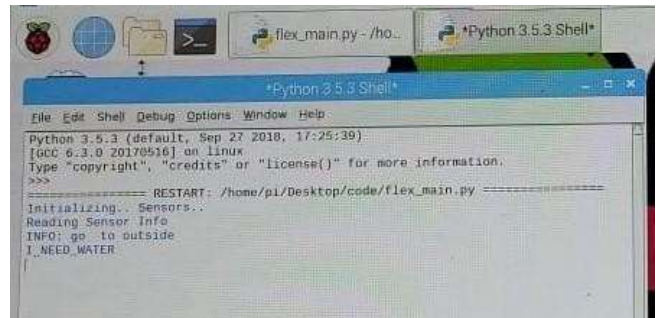 flex_main.py - /ho...
*Python 3.5.3 Shell*
*Python 3.5.3 Shell*
File Edit Shell Debug Options Window Help
Python 3.5.3 (default, Sep 27 2018, 17:25:39)
[GCC 6.3.0 20170516] on linux
Type "copyright", "credits" or "license()" for more information.
>>>
=============== RESTART: /home/pi/Desktop/code/flex_main.py ===============
Initializing.. Sensors..
Reading Sensor Info
INFO: go  to outside
I_NEED_WATER